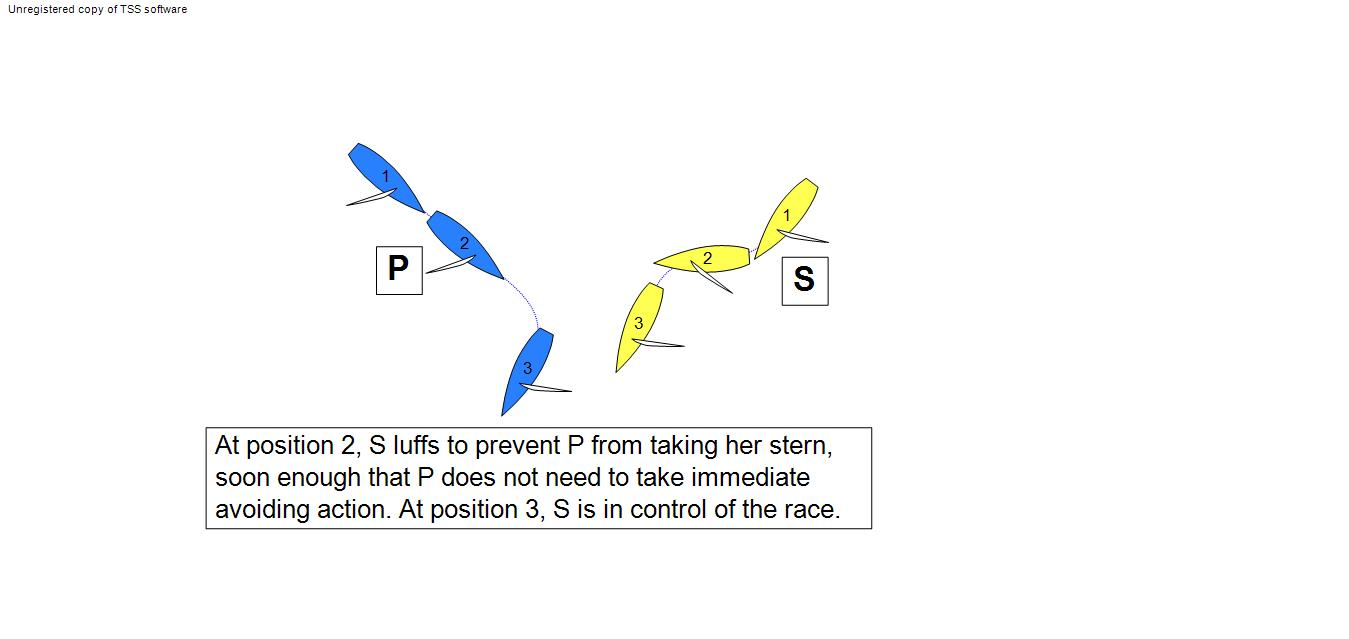 Unregistered copy of TSS software
1
1
2
P
2
S
3
3
At position 2, S luffs to prevent P from taking her stern,
soon enough that P does not need to take immediate
avoiding action. At position 3, S is in control of the race.